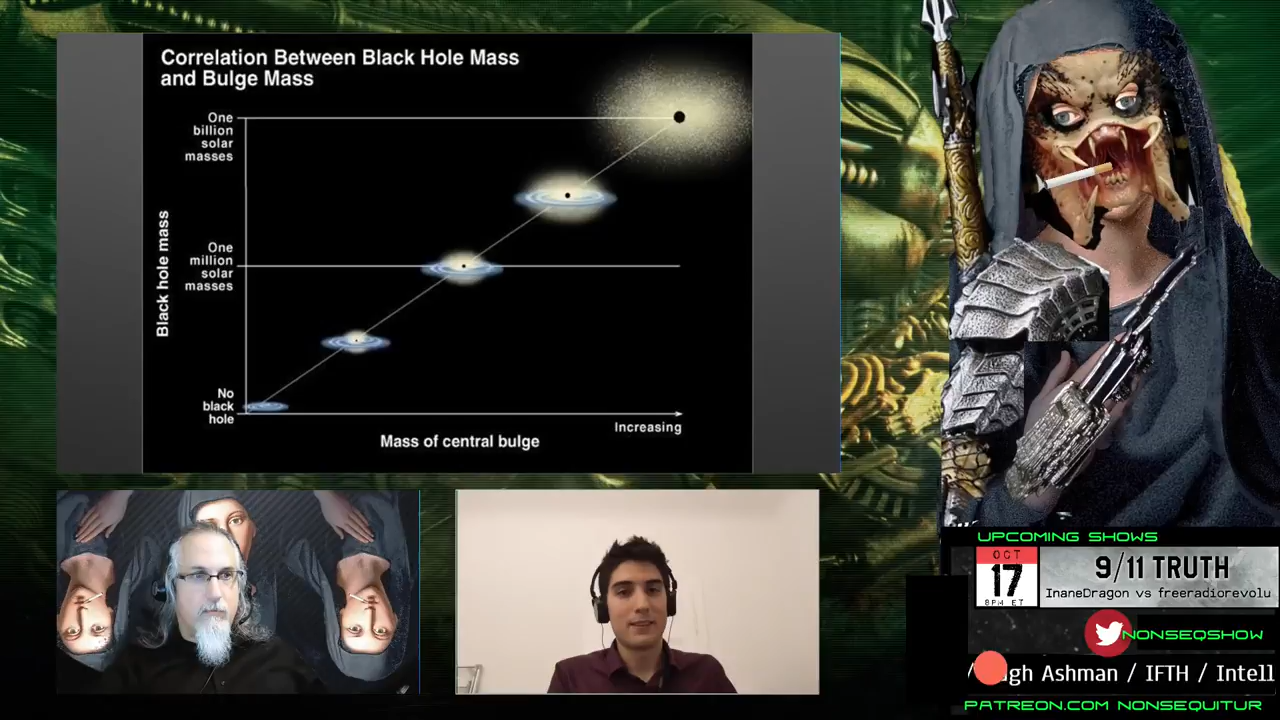 Correlation Between Black Hole Mass
and Bulge Mass
One
billion
solar
masses
One
million
solar
masses
Black hole mass
No
black
hole
Increasing
Mass of central bulge
UPCOMING SHOWS
OCT
17
8PM ET
9/11 TRUTH
InaneDragon vs freeradiorevolu
NONSEQSHOW
Ashman / IFTH / Intell
PATREON.COM NONSEQUITUR